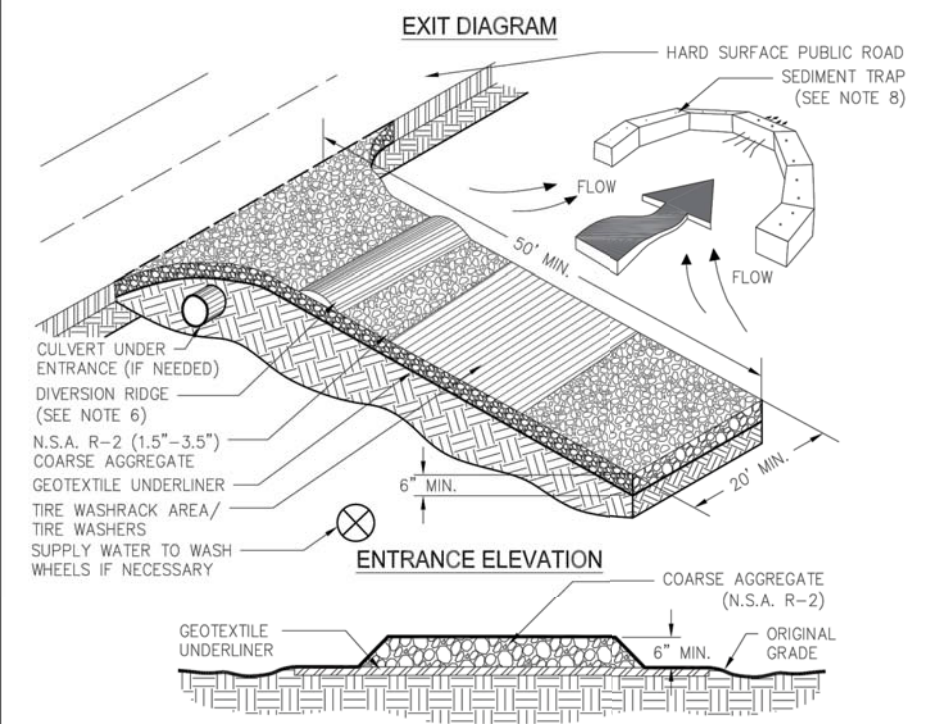 EXIT DIAGRAM
HARD SURFACE PUBLIC ROAD
SEDIMENT TRAP
(SEE NOTE 8)
FLOW
50' MIN.
FLOW
CULVERT UNDER
ENTRANCE (IF NEEDED)
DIVERSION RIDGE
(SEE NOTE 6)
N.S.A. R-2 (1.5"-3.5")
COARSE AGGREGATE
GEOTEXTILE UNDERLINER
TIRE WASHRACK AREA/
TIRE WASHERS
SUPPLY WATER TO WASH
WHEELS IF NECESSARY
6" MIN.
20' MIN.
ENTRANCE ELEVATION
COARSE AGGREGATE
(N.S.A. R-2)
GEOTEXTILE
UNDERLINER
6" MIN.
ORIGINAL
GRADE